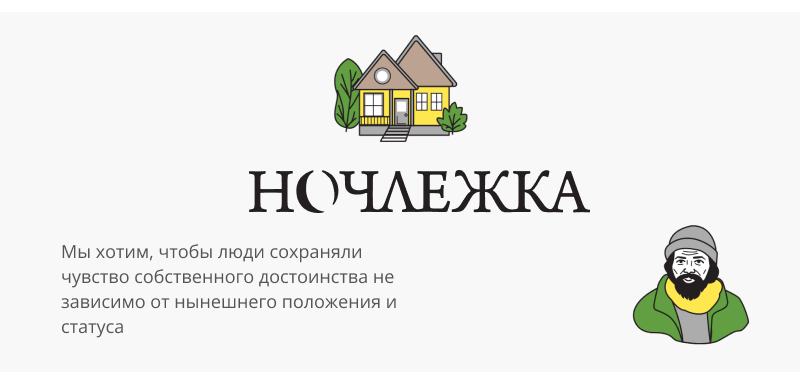 НОЧЛЕЖКА
Мы хотим, чтобы люди сохраняли
чувство собственного достоинства не
зависимо от нынешнего положения и
статуса